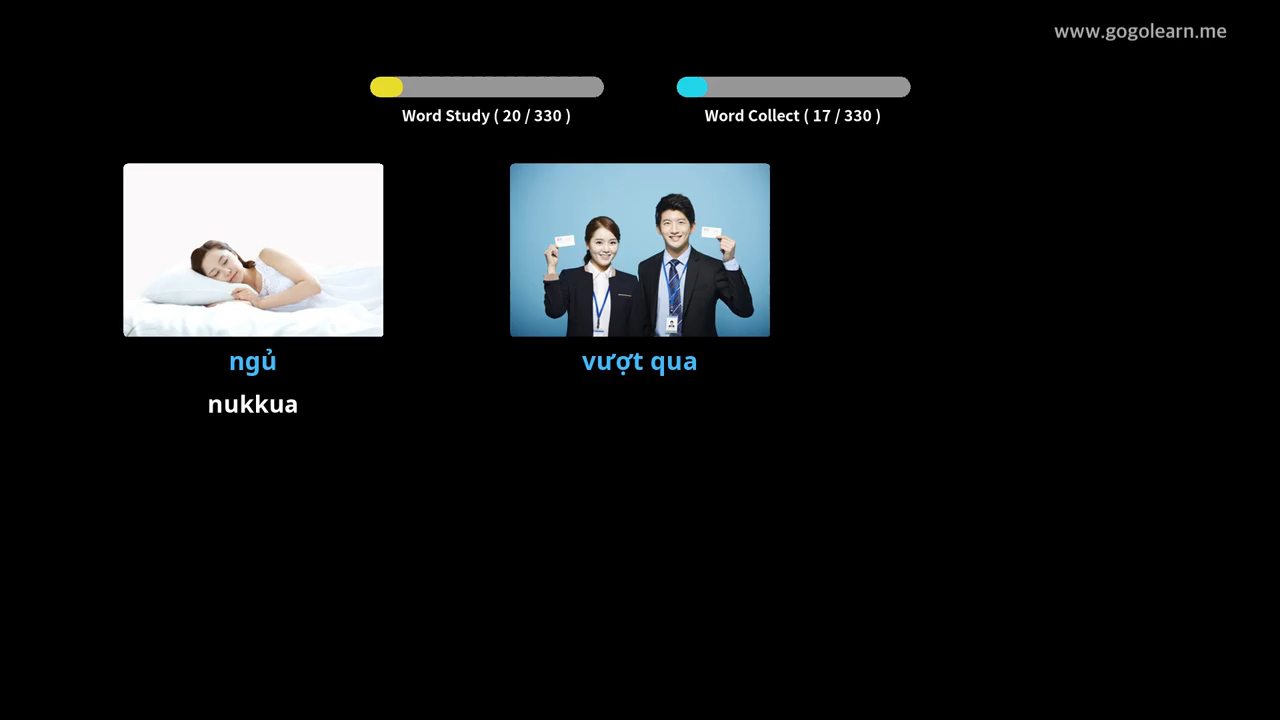 www.gogolearn.me
Word Study ( 20 / 330 )
Word Collect ( 17 / 330 )
ngủ
vượt qua
nukkua